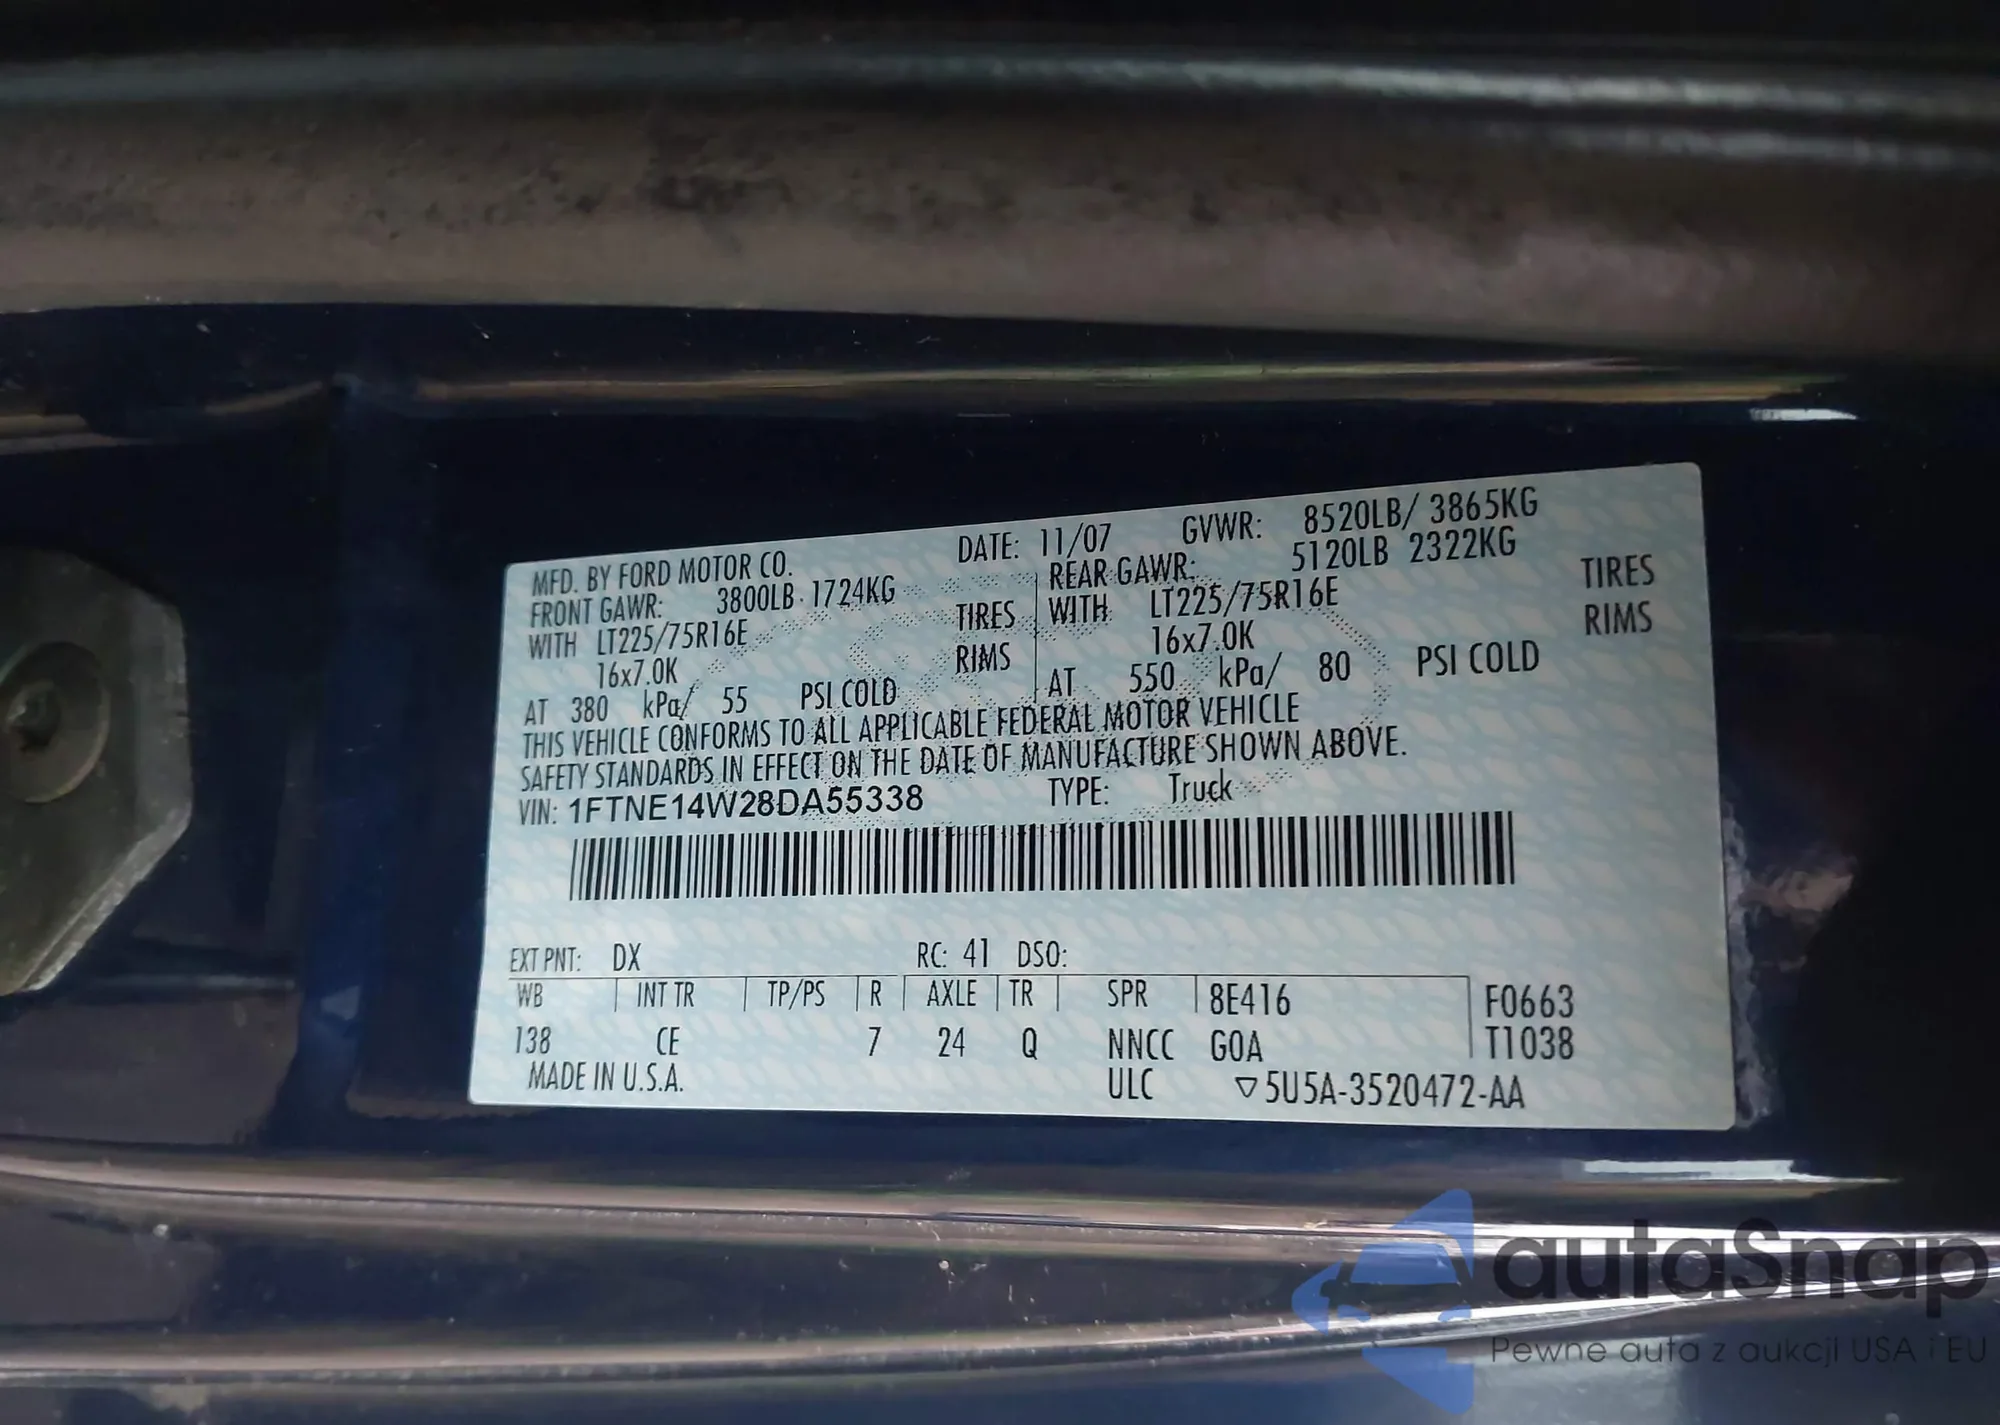 MFD. BY FORD MOTOR CO. DATE: 11/07 GVWR: 8520LB/ 3865KG
FRONT GAWR: 3800LB 1724KG REAR GAWR: 5120LB 2322KG
WITH LT225/75R16E TIRES WITH LT225/75R16E TIRES
16x7.0K RIMS 16x7.0K RIMS
AT 380 kPa/ 55 PSI COLD AT 550 kPa/ 80 PSI COLD
THIS VEHICLE CONFORMS TO ALL APPLICABLE FEDERAL MOTOR VEHICLE
SAFETY STANDARDS IN EFFECT ON THE DATE OF MANUFACTURE SHOWN ABOVE.
VIN: 1FTNE14W28DA55338 TYPE: Truck
EXT PNT: DX RC: 41 DSO:
WB INT TR TP/PS R AXLE TR SPR 8E416 F0663
138 CE 7 24 Q NNCC GOA T1038
MADE IN U.S.A. ULC ▽5U5A-3520472-AA
autaSnap
Pewne auta z aukcji USA i EU